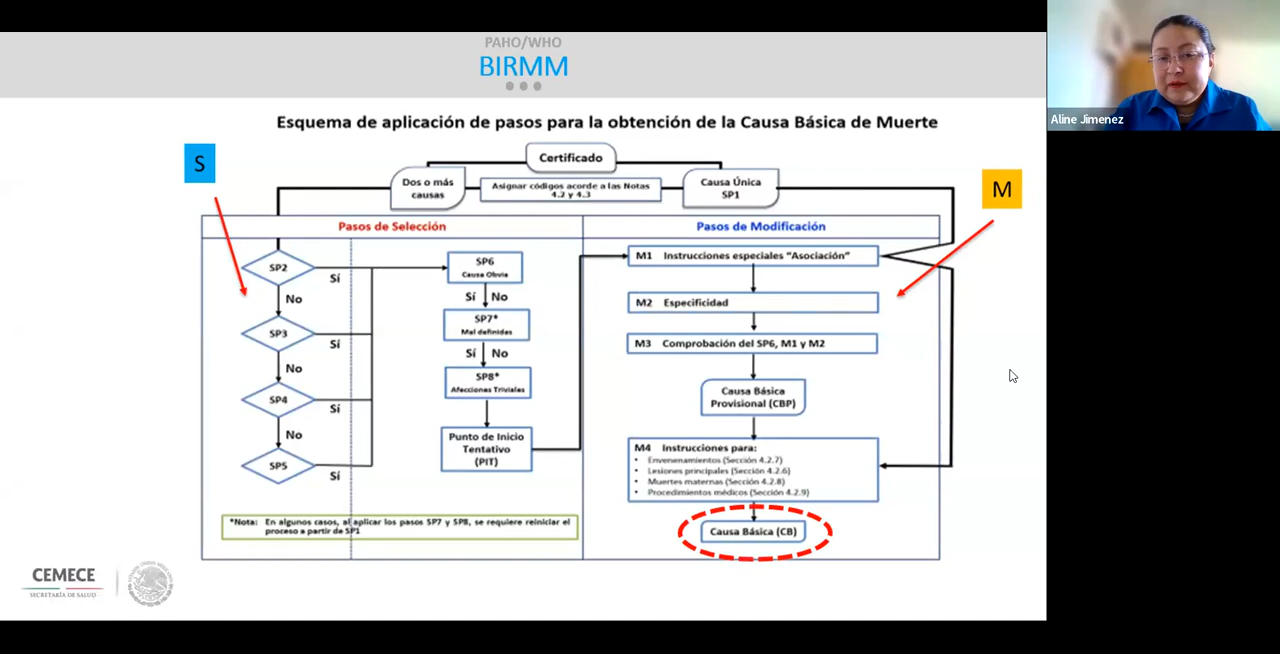 PAHO/WHO
BIRMM
Aline Jimenez
Esquema de aplicación de pasos para la obtención de la Causa Básica de Muerte
S
M
Certificado
Dos o más
causas
Asignar códigos acorde a las Notas
4.2 y 4.3
Causa Única
SP1
Pasos de Selección
Pasos de Modificación
SP2
Sí
No
SP3
Sí
No
SP4
Sí
No
SP5
Sí
SP6
Causa Obvia
Sí No
SP7*
Mal definidas
Sí No
SP8*
Afecciones Triviales
Punto de Inicio
Tentativo
(PIT)
M1 Instrucciones especiales “Asociación”
M2 Especificidad
M3 Comprobación del SP6, M1 y M2
Causa Básica
Provisional (CBP)
M4 Instrucciones para:
• Envenenamientos (Sección 4.2.7)
• Lesiones principales (Sección 4.2.6)
• Muertes maternas (Sección 4.2.8)
• Procedimientos médicos (Sección 4.2.9)
Causa Básica (CB)
*Nota: En algunos casos, al aplicar los pasos SP7 y SP8, se requiere reiniciar el
proceso a partir de SP1
CEMECE
SECRETARÍA DE SALUD